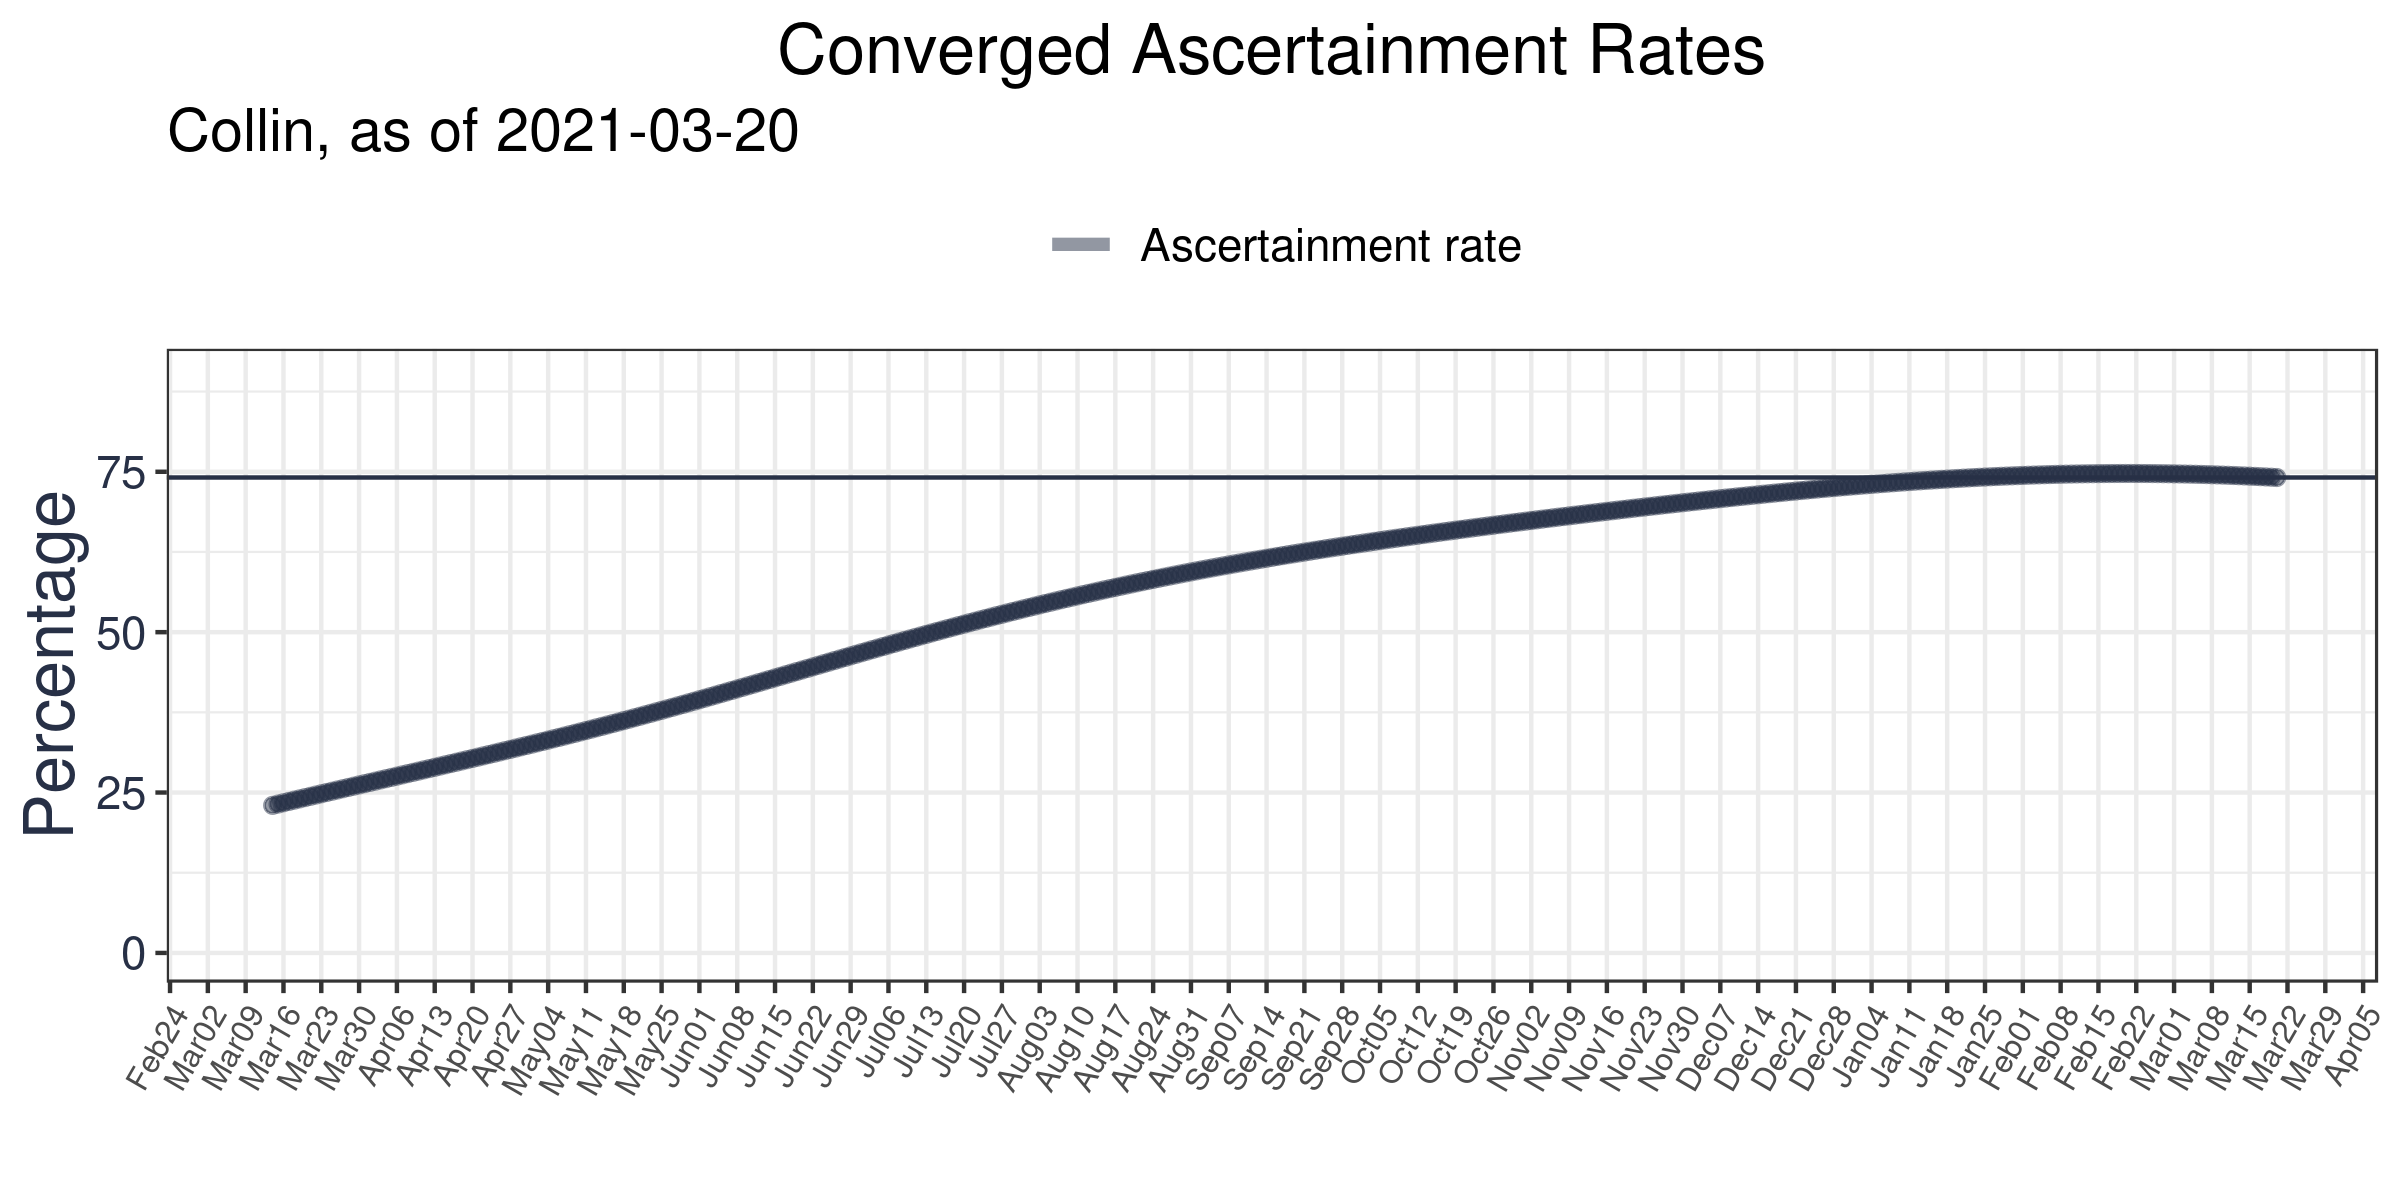 Converged Ascertainment Rates
Collin, as of 2021-03-20
Ascertainment rate
Percentage
75
50
25
0
Feb24 Mar02 Mar09 Mar16 Mar23 Mar30 Apr06 Apr13 Apr20 Apr27 May04 May11 May18 May25 Jun01 Jun08 Jun15 Jun22 Jun29 Jul06 Jul13 Jul20 Jul27 Aug03 Aug10 Aug17 Aug24 Aug31 Sep07 Sep14 Sep21 Sep28 Oct05 Oct12 Oct19 Oct26 Nov02 Nov09 Nov16 Nov23 Nov30 Dec07 Dec14 Dec21 Dec28 Jan04 Jan11 Jan18 Jan25 Feb01 Feb08 Feb15 Feb22 Mar01 Mar08 Mar15 Mar22 Mar29 Apr05